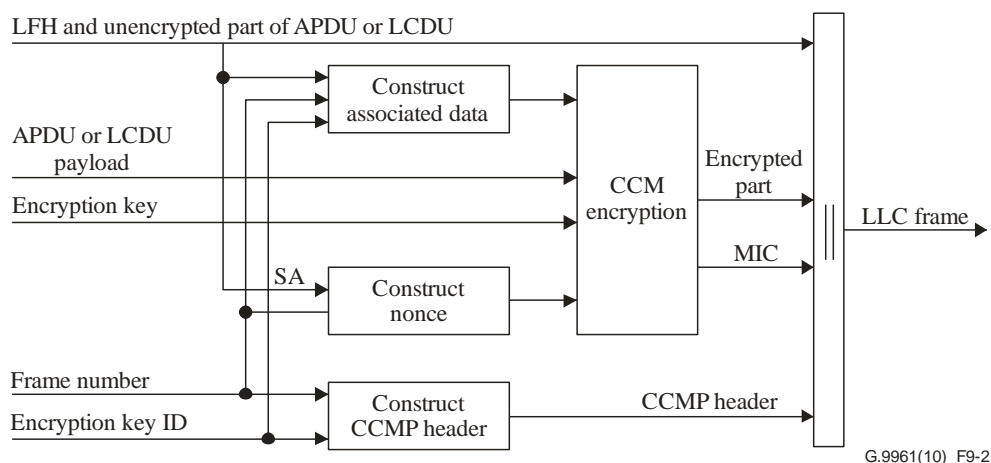 LFH and unencrypted part of APDU or LCDU
Construct
associated data
APDU or LCDU
payload
Encryption key
CCM
encryption
Encrypted
part
MIC
||
LLC frame
SA
Construct
nonce
Frame number
Encryption key ID
Construct
CCMP header
CCMP header
G.9961(10)_F9-2